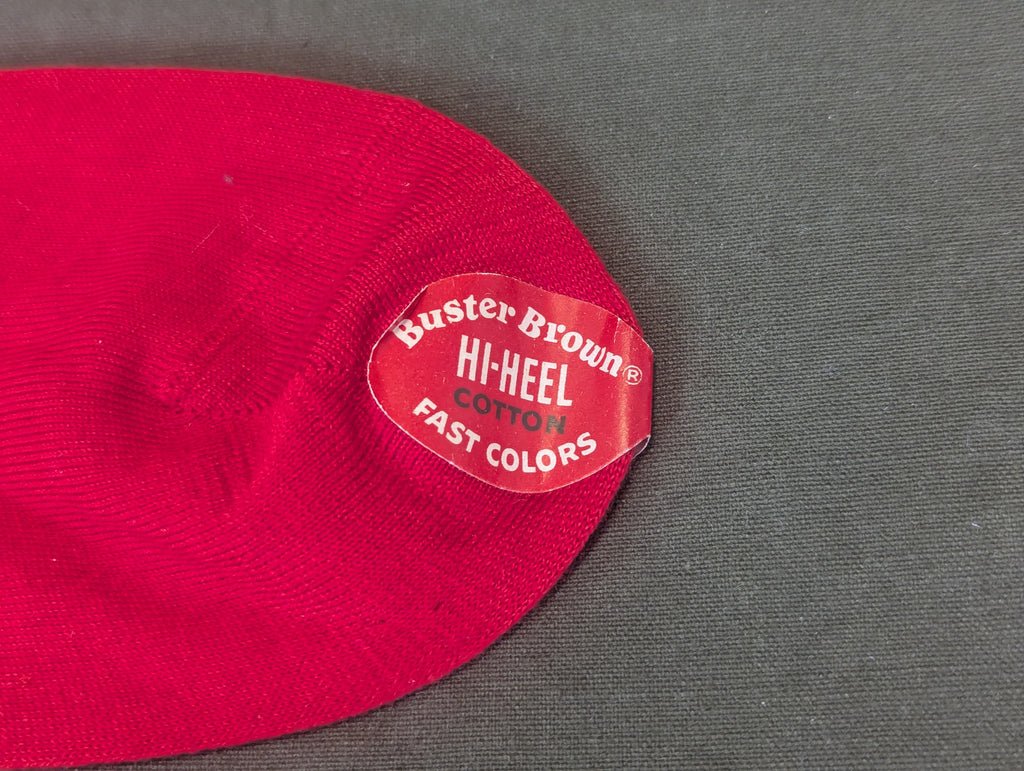 Buster Brown®
HI-HEEL
COTTON
FAST COLORS